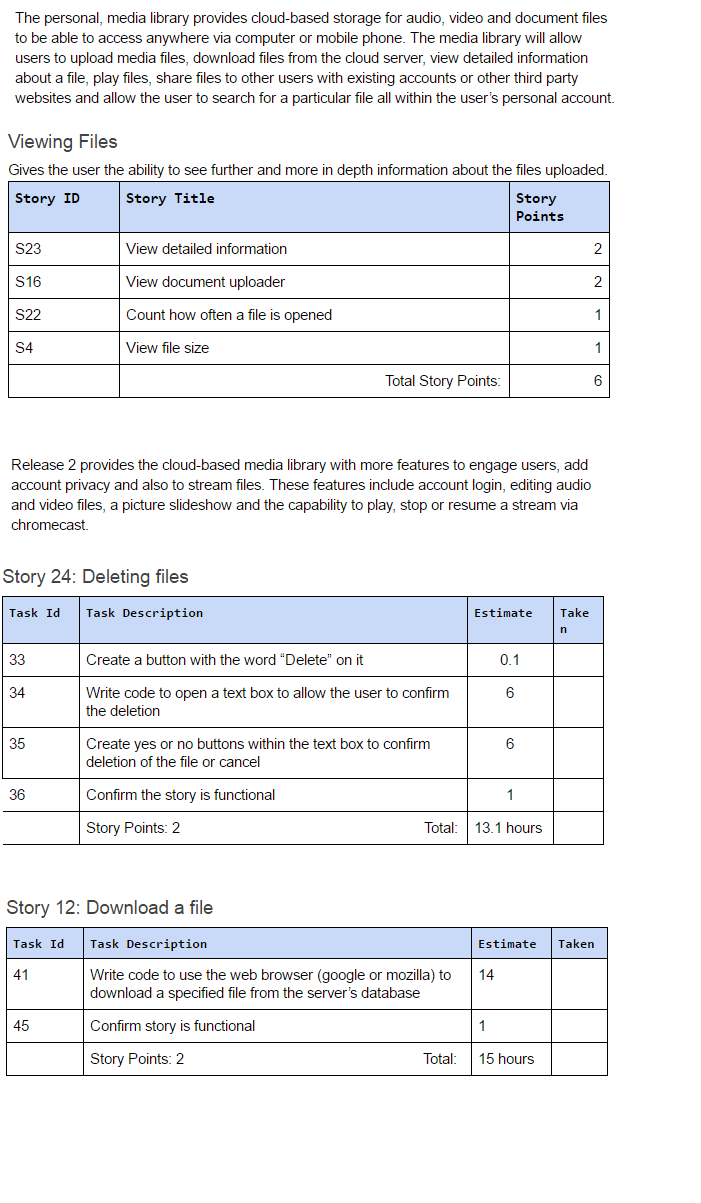 The personal, media library provides cloud-based storage for audio, video and document files
to be able to access anywhere via computer or mobile phone. The media library will allow
users to upload media files, download files from the cloud server, view detailed information
about a file, play files, share files to other users with existing accounts or other third party
websites and allow the user to search for a particular file all within the user's personal account.
Viewing Files
Gives the user the ability to see further and more in depth information about the files uploaded.
Story ID Story Title Story
Points
S23 View detailed information 2
S16 View document uploader 2
S22 Count how often a file is opened 1
S4 View file size 1
Total Story Points: 6
Release 2 provides the cloud-based media library with more features to engage users, add
account privacy and also to stream files. These features include account login, editing audio
and video files, a picture slideshow and the capability to play, stop or resume a stream via
chromecast.
Story 24: Deleting files
Task Id Task Description Estimate Take
n
33 Create a button with the word “Delete” on it 0.1
34 Write code to open a text box to allow the user to confirm 6
the deletion
35 Create yes or no buttons within the text box to confirm 6
deletion of the file or cancel
36 Confirm the story is functional 1
Story Points: 2 Total: 13.1 hours
Story 12: Download a file
Task Id Task Description Estimate Taken
41 Write code to use the web browser (google or mozilla) to 14
download a specified file from the server's database
45 Confirm story is functional 1
Story Points: 2 Total: 15 hours